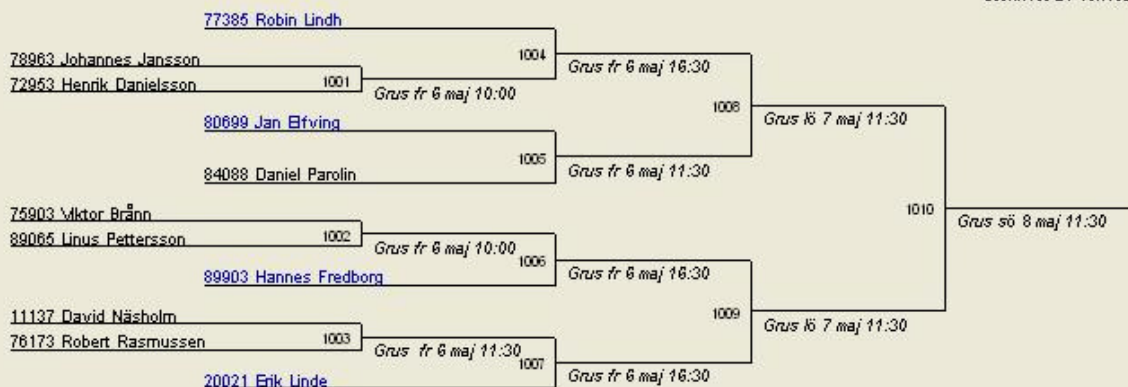 77385 Robin Lindh
1004
Grus fr 6 maj 16:30
78963 Johannes Jansson
72953 Henrik Danielsson
1001
Grus fr 6 maj 10:00
1008
Grus lö 7 maj 11:30
80699 Jan Elfving
1005
Grus fr 6 maj 11:30
84088 Daniel Parolin
1010
Grus sö 8 maj 11:30
75903 Viktor Brånn
89065 Linus Pettersson
1002
Grus fr 6 maj 10:00
1006
Grus fr 6 maj 16:30
89903 Hannes Fredborg
1009
Grus lö 7 maj 11:30
11137 David Näsholm
76173 Robert Rasmussen
1003
Grus fr 6 maj 11:30
1007
Grus fr 6 maj 16:30
20021 Erik Linde